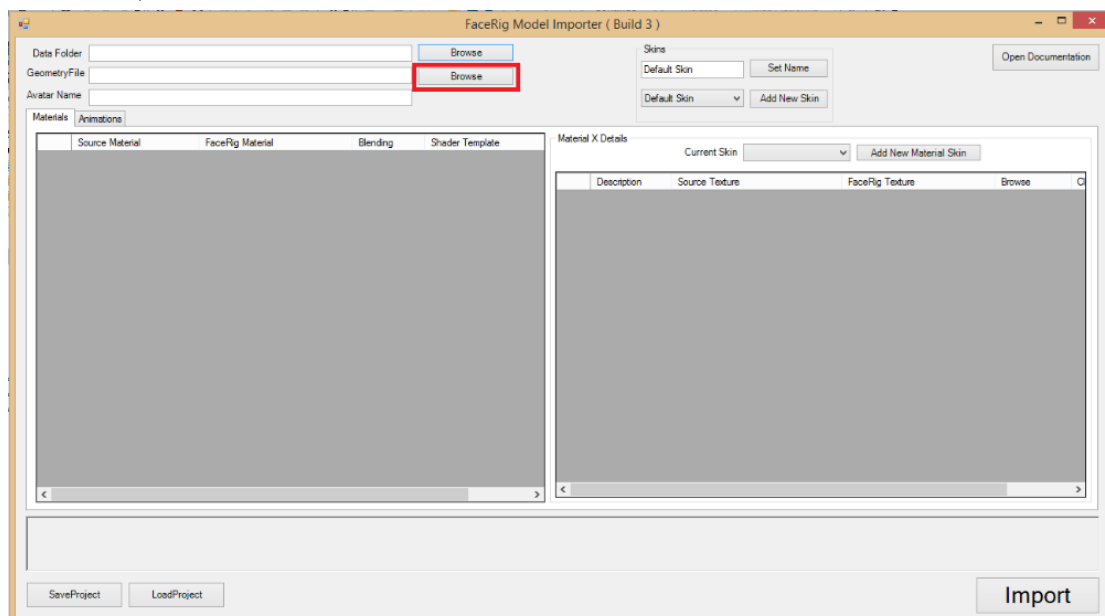 FaceRig Model Importer ( Build 3 )
Data Folder Browse
GeometryFile Browse
Avatar Name
Skins
Default Skin Set Name
Default Skin Add New Skin
Open Documentation
Materials Animations
Source Material FaceRig Material Blending Shader Template
Material X Details
Current Skin Add New Material Skin
Description Source Texture FaceRig Texture Browse
SaveProject LoadProject Import